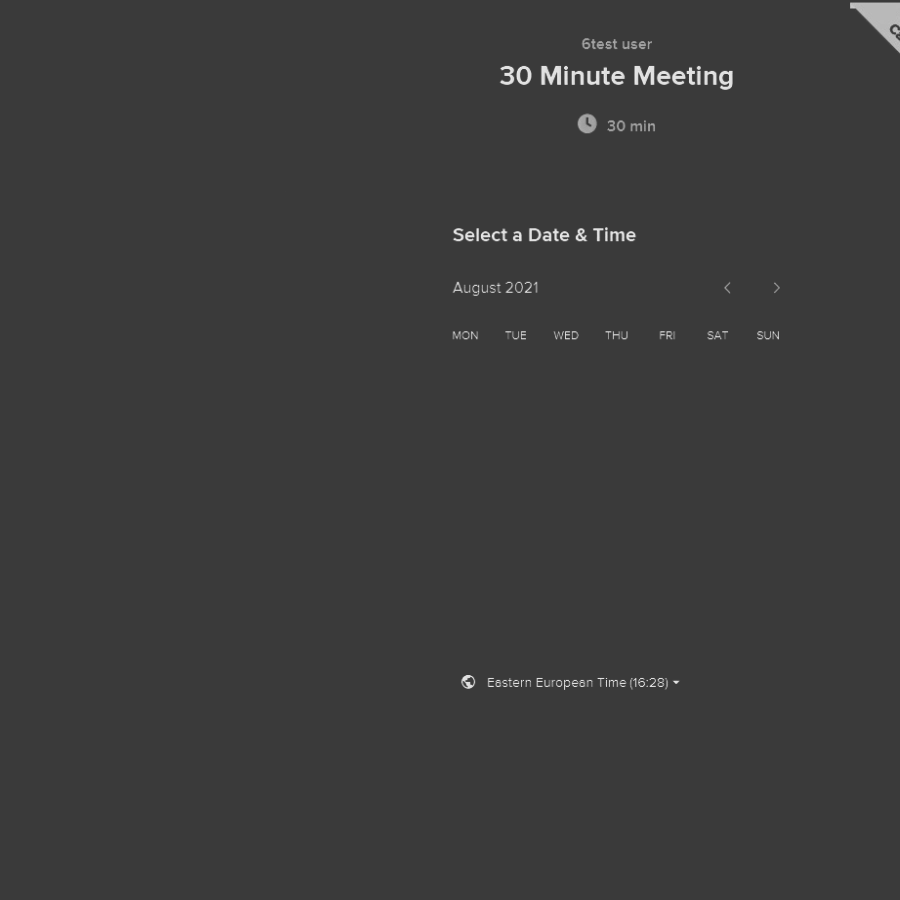 6test user
30 Minute Meeting
30 min
Select a Date & Time
August 2021
MON TUE WED THU FRI SAT SUN
Eastern European Time (16:28)